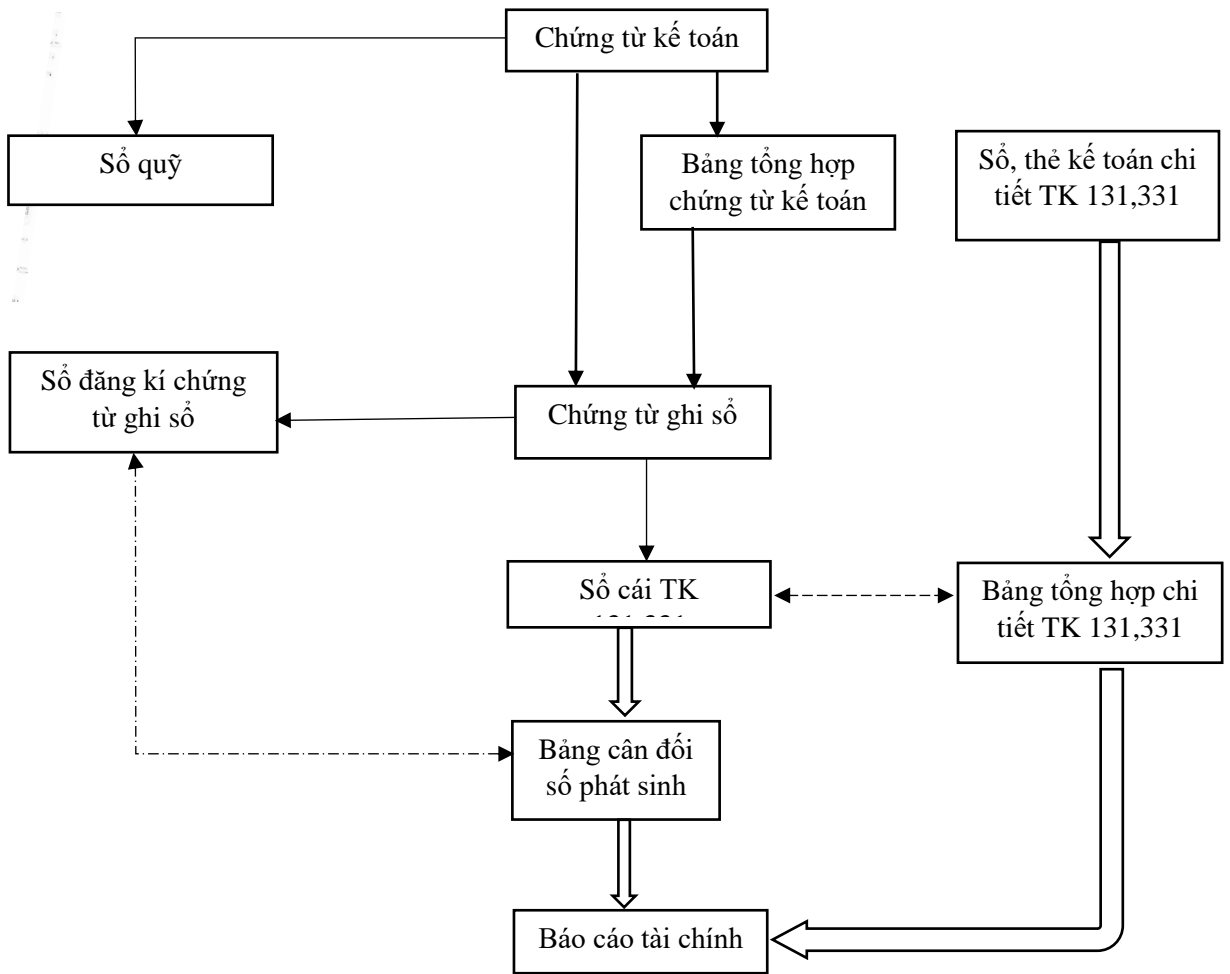 Chứng từ kế toán
Sổ quỹ
Bảng tổng hợp
chứng từ kế toán
Sổ, thẻ kế toán chi
tiết TK 131,331
Sổ đăng kí chứng
từ ghi sổ
Chứng từ ghi sổ
Sổ cái TK
Bảng tổng hợp chi
tiết TK 131,331
Bảng cân đối
số phát sinh
Báo cáo tài chính